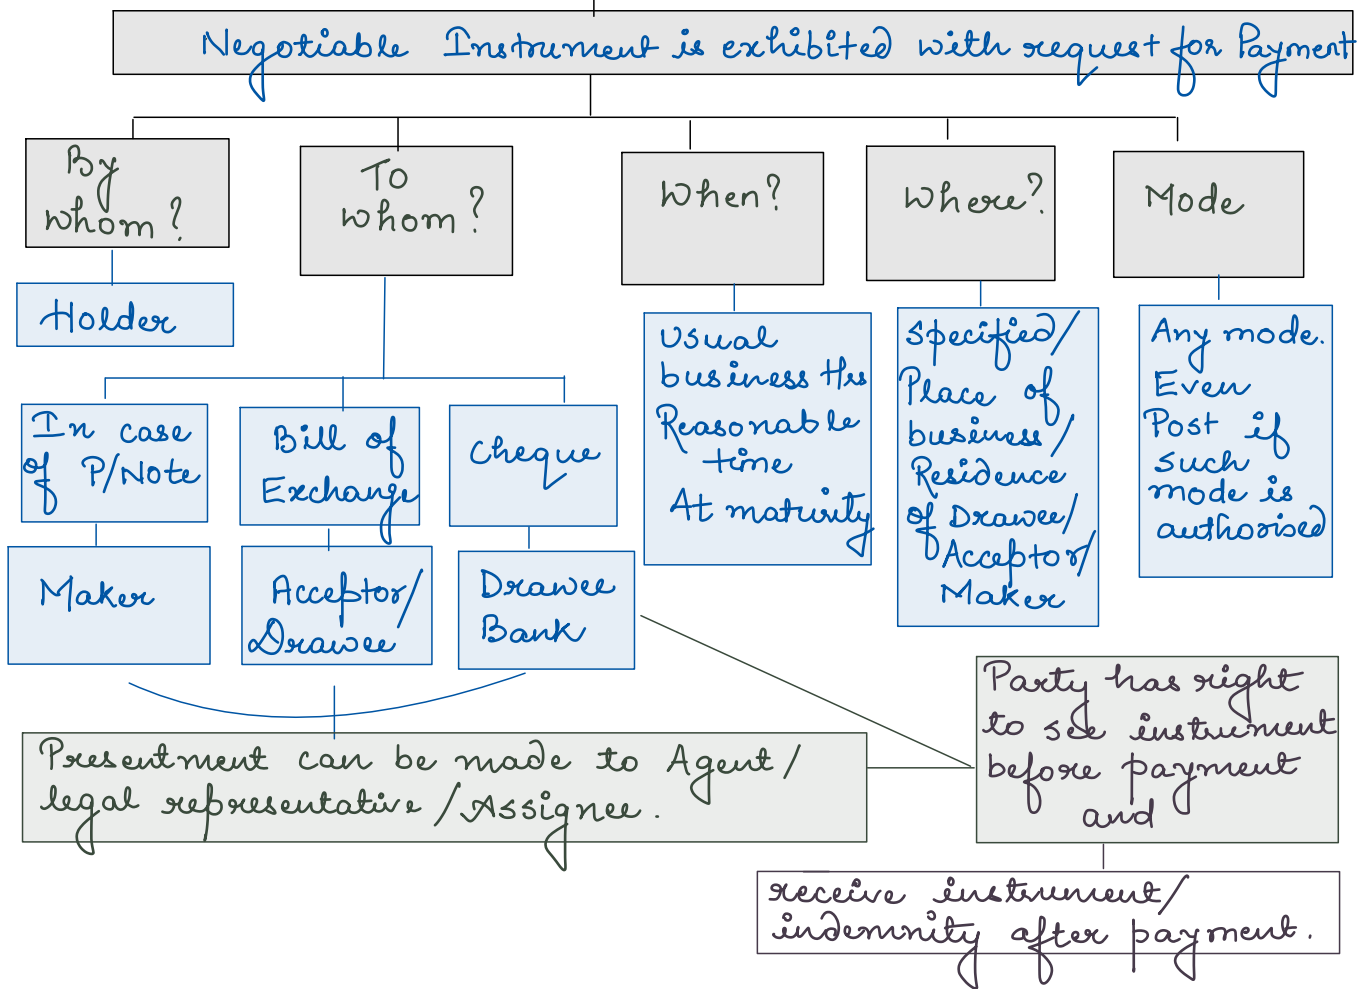 Negotiable Instrument is exhibited with request for Payment
By
whom?
To
whom?
When?
Where?
Mode
Holder
In case
of P/Note
Bill of
Exchange
Cheque
Maker
Acceptor/
Drawee
Drawee
Bank
Usual
business Hrs
Reasonable
time
At maturity
Specified/
Place of
business/
Residence
of Drawee/
Acceptor/
Maker
Any mode.
Even
Post if
such
mode is
authorised
Presentment can be made to Agent/
legal representative/Assignee.
Party has right
to see instrument
before payment
and
receive instrument/
indemnity after payment.